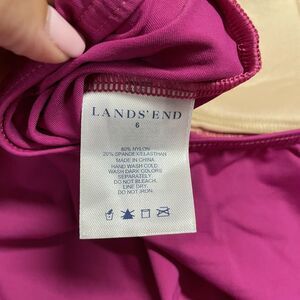 LANDS' END
6
80% NYLON
20% SPANDEX/ELASTHAN
MADE IN CHINA
HAND WASH COLD
WASH DARK COLORS
SEPARATELY.
DO NOT BLEACH.
LINE DRY.
DO NOT IRON.